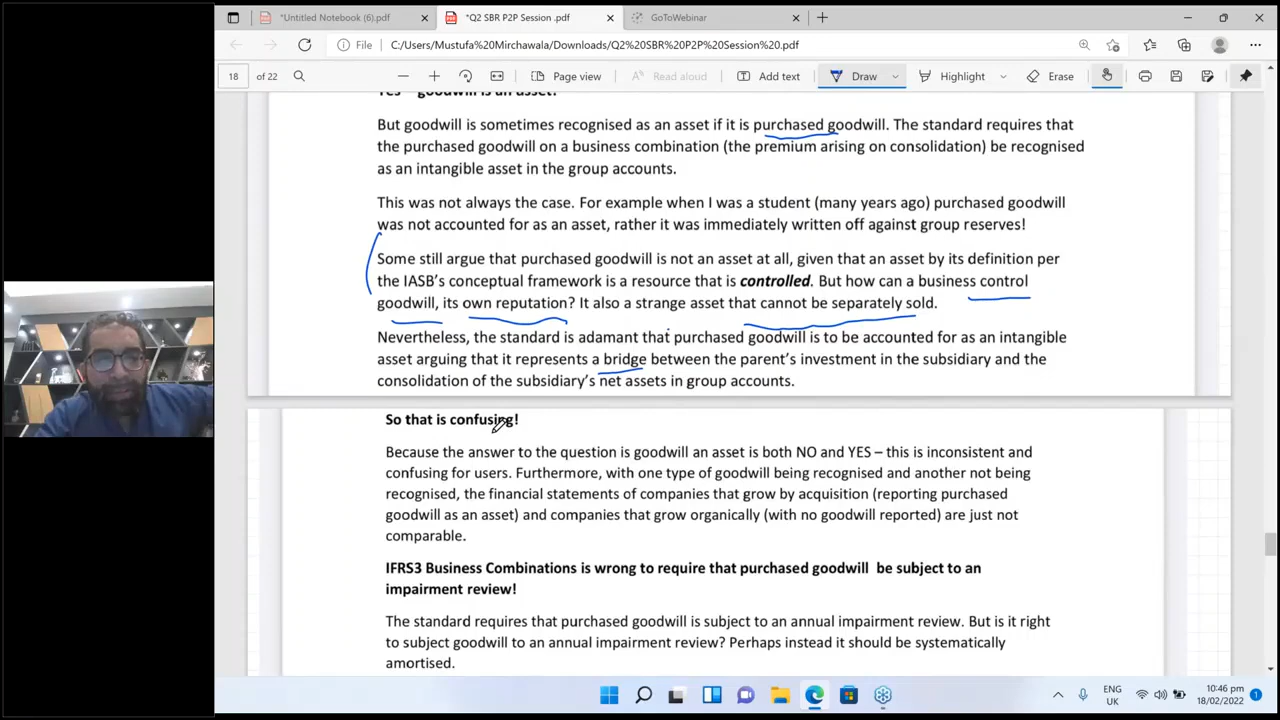 *Untitled Notebook (6).pdf
*Q2 SBR P2P Session .pdf
GoToWebinar
File
C:/Users/Mustufa%20Mirchawala/Downloads/Q2%20SBR%20P2P%20Session%20.pdf
18 of 22
Page view
Read aloud
Add text
Draw
Highlight
Erase
Yes – goodwill is an asset!
But goodwill is sometimes recognised as an asset if it is purchased goodwill. The standard requires that
the purchased goodwill on a business combination (the premium arising on consolidation) be recognised
as an intangible asset in the group accounts.
This was not always the case. For example when I was a student (many years ago) purchased goodwill
was not accounted for as an asset, rather it was immediately written off against group reserves!
Some still argue that purchased goodwill is not an asset at all, given that an asset by its definition per
the IASB's conceptual framework is a resource that is controlled. But how can a business control
goodwill, its own reputation? It also a strange asset that cannot be separately sold.
Nevertheless, the standard is adamant that purchased goodwill is to be accounted for as an intangible
asset arguing that it represents a bridge between the parent's investment in the subsidiary and the
consolidation of the subsidiary's net assets in group accounts.
So that is confusing!
Because the answer to the question is goodwill an asset is both NO and YES – this is inconsistent and
confusing for users. Furthermore, with one type of goodwill being recognised and another not being
recognised, the financial statements of companies that grow by acquisition (reporting purchased
goodwill as an asset) and companies that grow organically (with no goodwill reported) are just not
comparable.
IFRS3 Business Combinations is wrong to require that purchased goodwill be subject to an
impairment review!
The standard requires that purchased goodwill is subject to an annual impairment review. But is it right
to subject goodwill to an annual impairment review? Perhaps instead it should be systematically
amortised.
ENG
UK
10:46 pm
18/02/2022
1